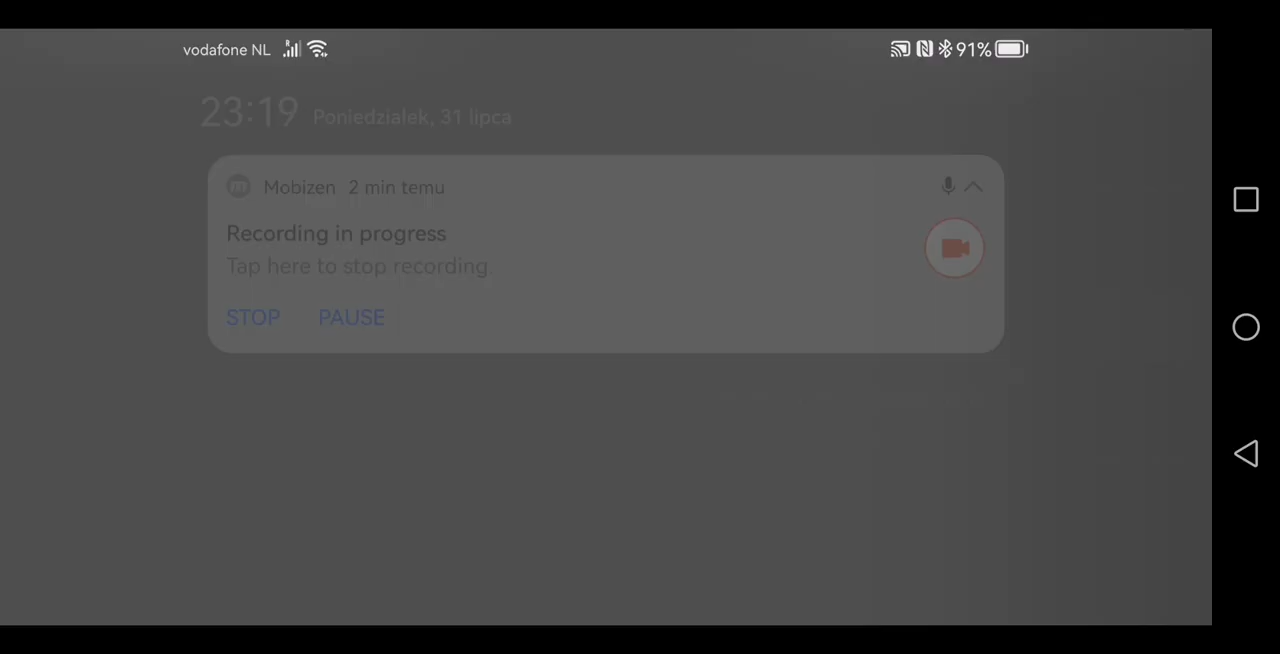 vodafone NL R 91%
23:19 Poniedziałek, 31 lipca
m Mobizen 2 min temu
Recording in progress
Tap here to stop recording.
STOP PAUSE